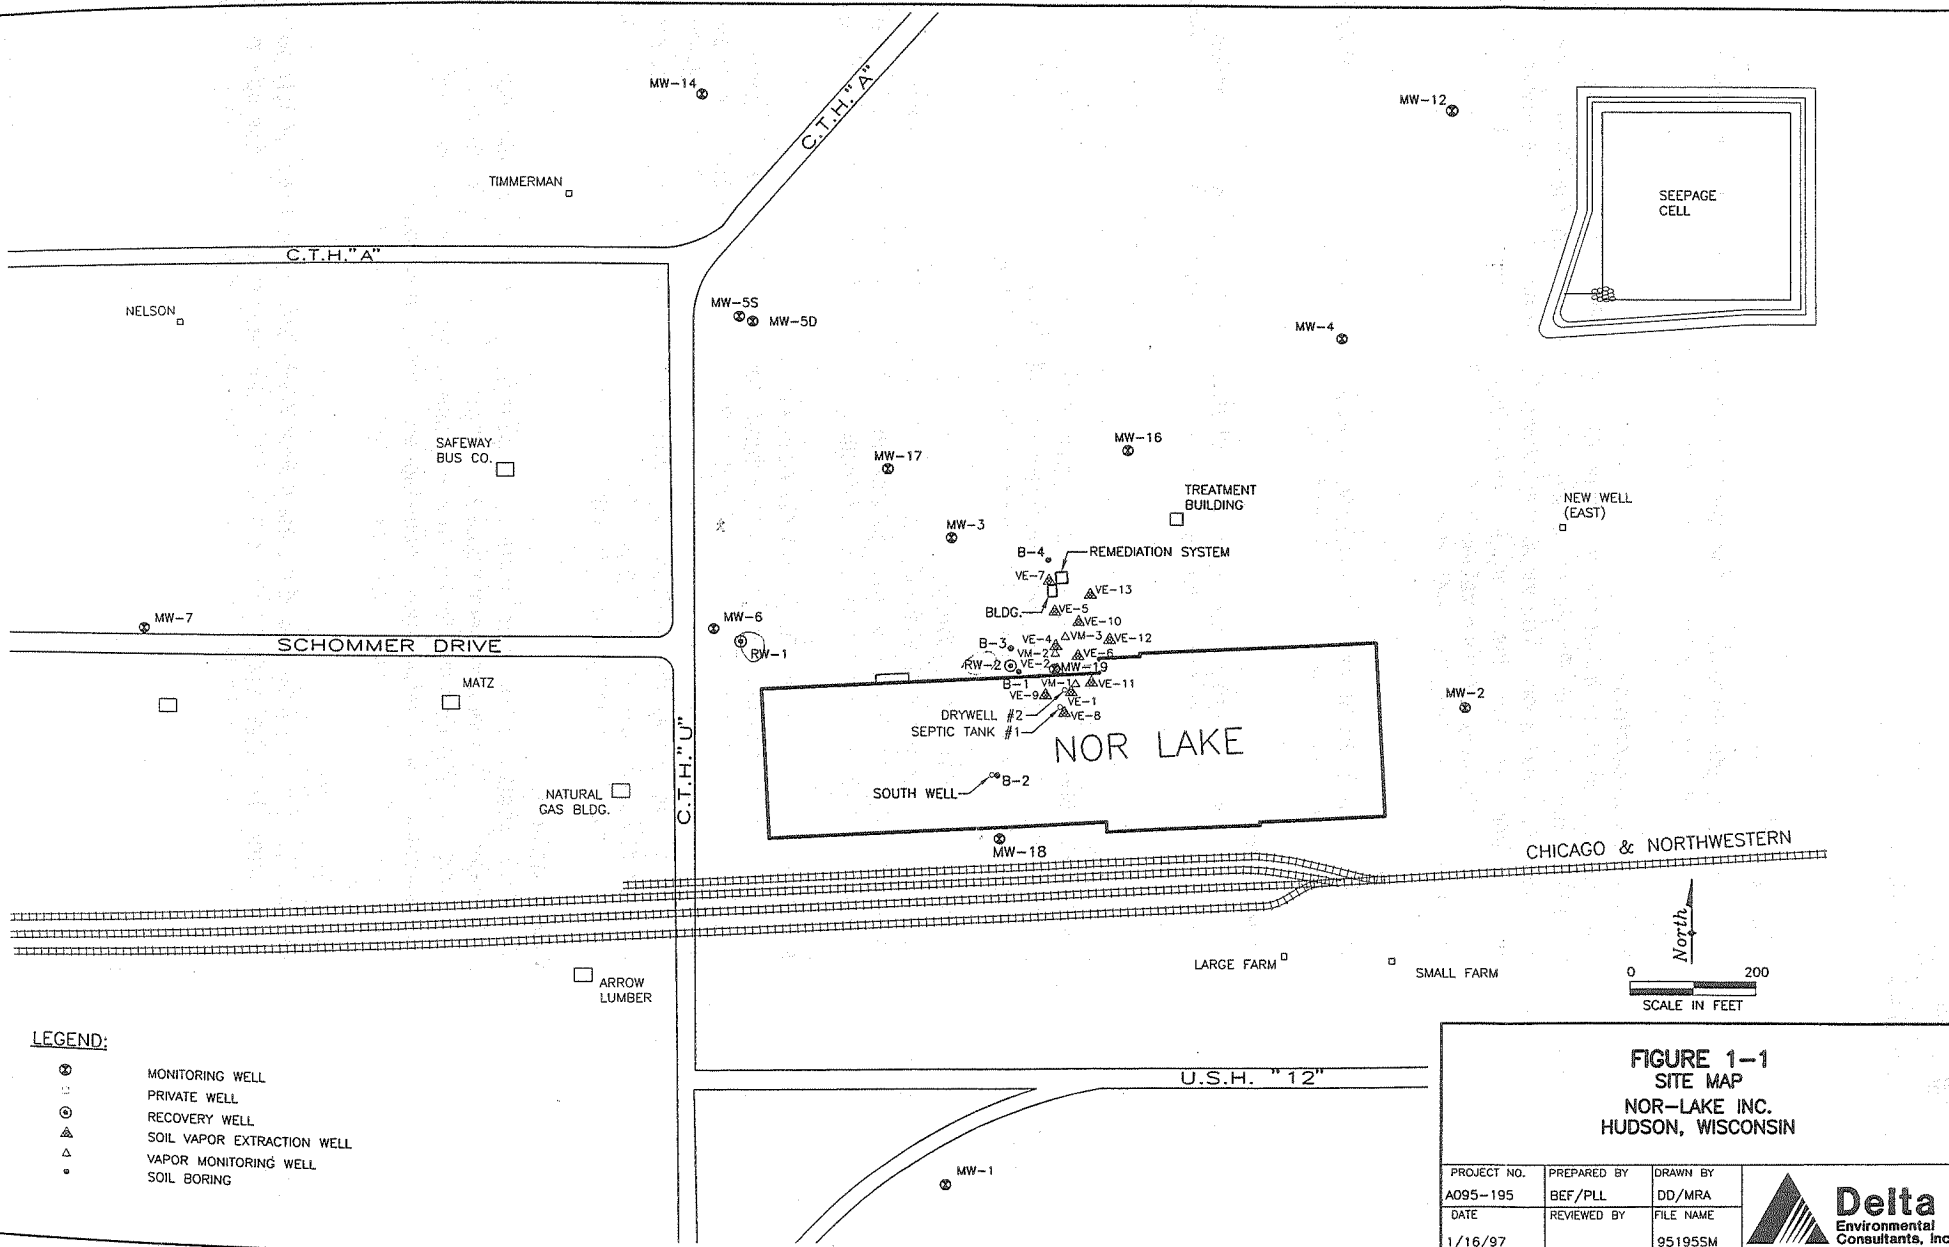 MW-14
C.T.H."A"
MW-12
TIMMERMAN
SEEPAGE
CELL
C.T.H."A"
NELSON
MW-5S
MW-5D
MW-4
SAFEWAY
BUS CO.
MW-17
MW-16
TREATMENT
BUILDING
NEW WELL
(EAST)
MW-3
B-4
REMEDIATION SYSTEM
VE-7
VE-13
BLDG.
VE-5
VE-10
MW-7
MW-6
SCHOMMER DRIVE
RW-1
B-3
VE-4
VM-3
VE-12
VM-2
VE-6
RW-2
VE-2
MW-19
B-1
VM-1
VE-11
VE-9
VE-1
DRYWELL #2
VE-8
SEPTIC TANK #1
MATZ
MW-2
NOR LAKE
C.T.H."U"
B-2
SOUTH WELL
NATURAL
GAS BLDG.
MW-18
CHICAGO & NORTHWESTERN
North
LARGE FARM
SMALL FARM
0 200
SCALE IN FEET
ARROW
LUMBER
LEGEND:
MONITORING WELL
PRIVATE WELL
RECOVERY WELL
SOIL VAPOR EXTRACTION WELL
VAPOR MONITORING WELL
SOIL BORING
U.S.H. "12"
MW-1
FIGURE 1-1
SITE MAP
NOR-LAKE INC.
HUDSON, WISCONSIN
PROJECT NO. PREPARED BY DRAWN BY
A095-195 BEF/PLL DD/MRA
DATE REVIEWED BY FILE NAME
1/16/97 95195SM
Delta
Environmental
Consultants, Inc